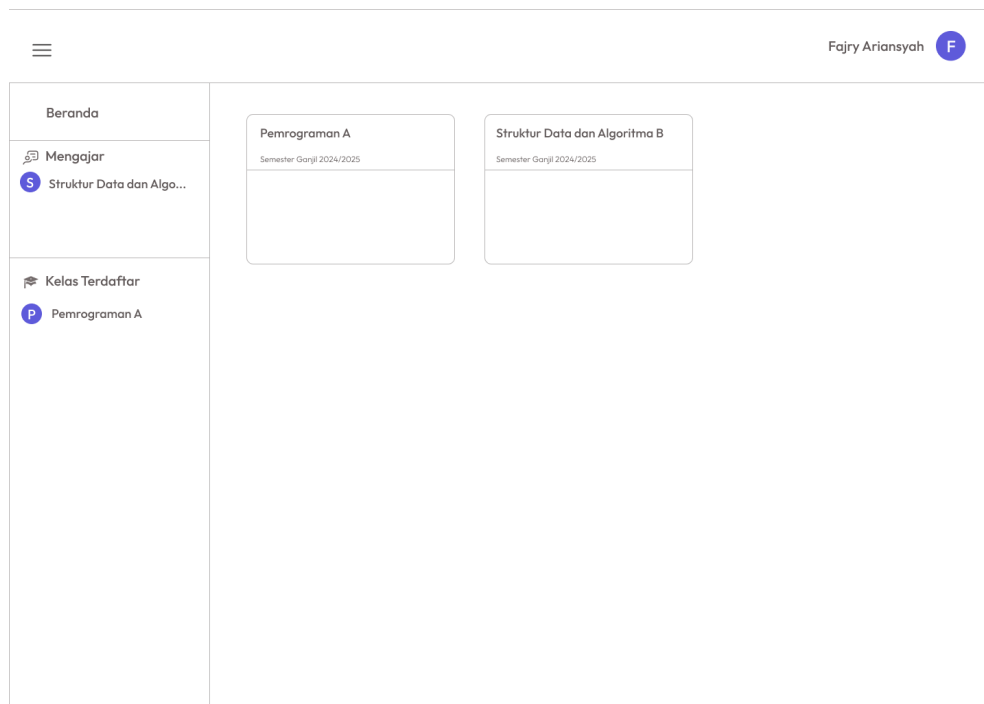 Fajry Ariansyah
F
Beranda
Mengajar
S Struktur Data dan Algo...
Kelas Terdaftar
P Pemrograman A
Pemrograman A
Semester Ganjil 2024/2025
Struktur Data dan Algoritma B
Semester Ganjil 2024/2025